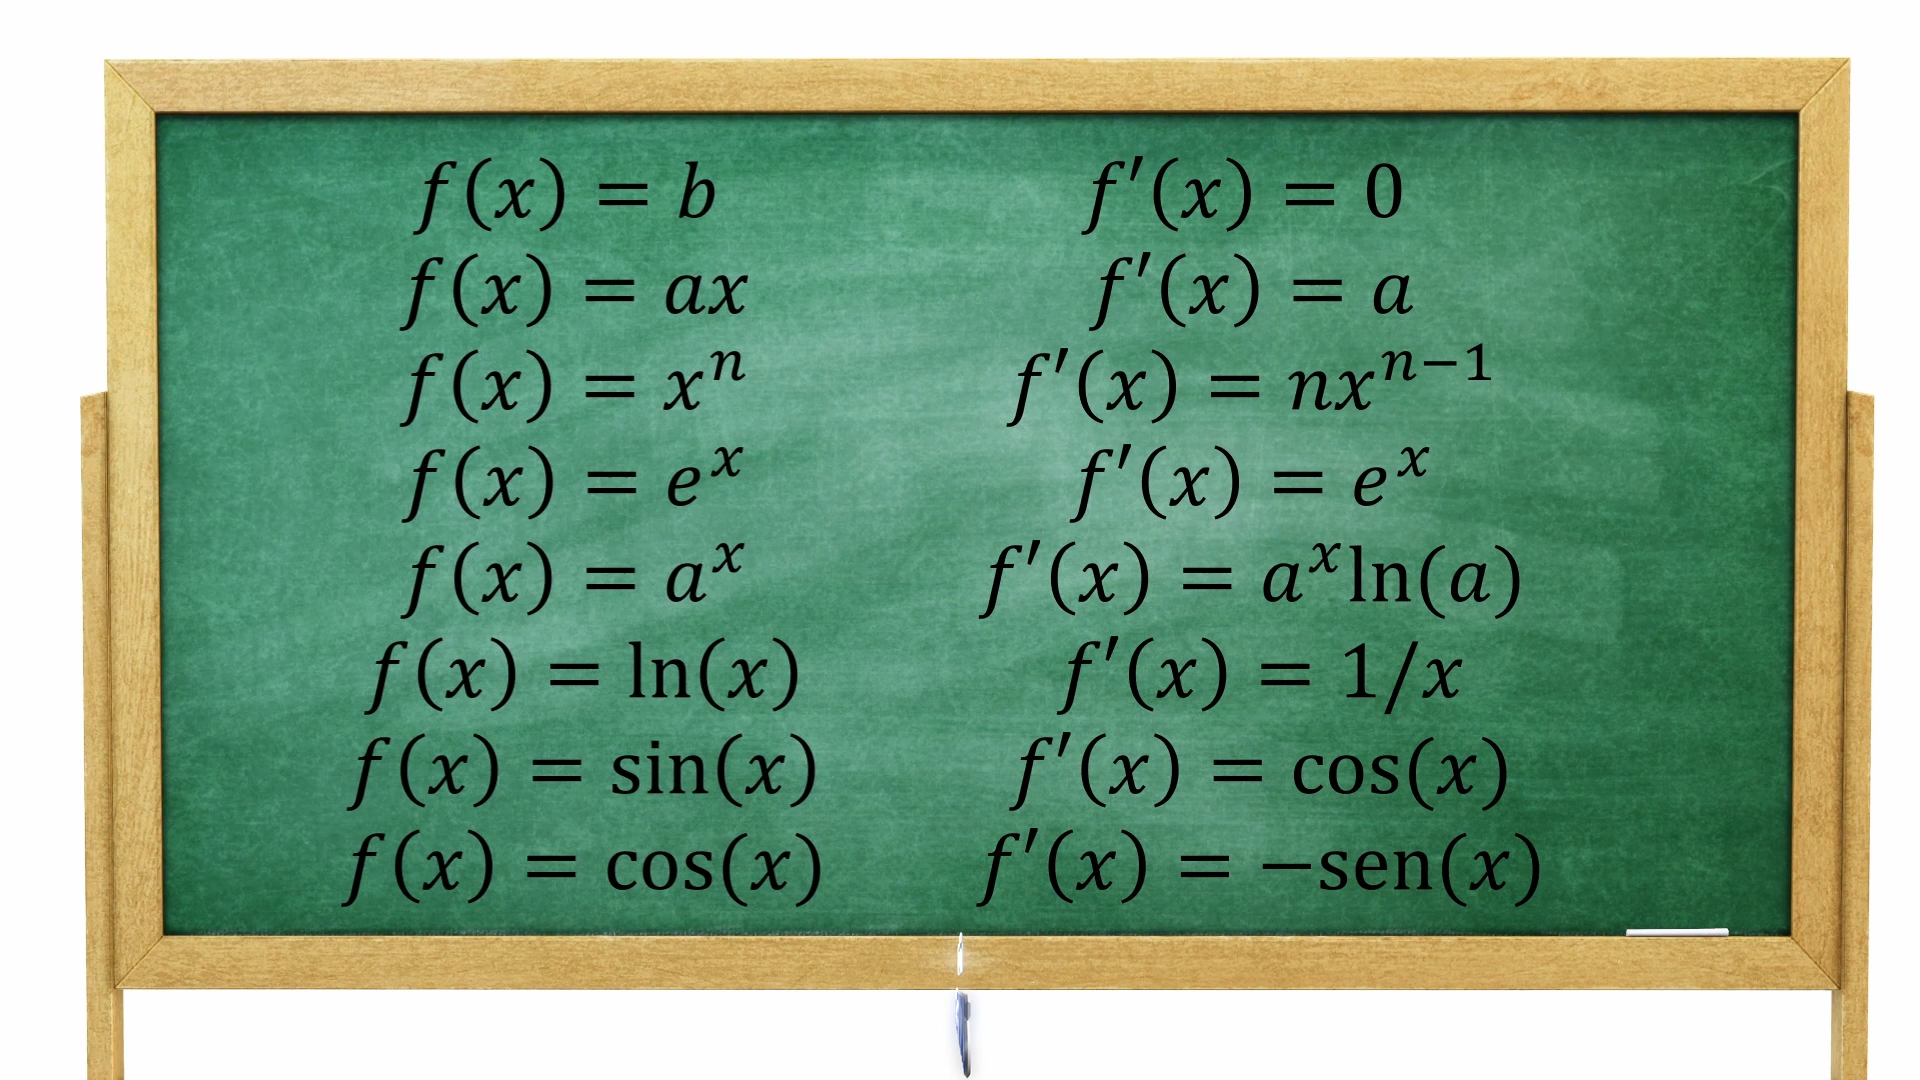 f(x) = b f′(x) = 0
f(x) = ax f′(x) = a
f(x) = xⁿ f′(x) = nxⁿ⁻¹
f(x) = eˣ f′(x) = eˣ
f(x) = aˣ f′(x) = aˣln(a)
f(x) = ln(x) f′(x) = 1/x
f(x) = sin(x) f′(x) = cos(x)
f(x) = cos(x) f′(x) = −sen(x)